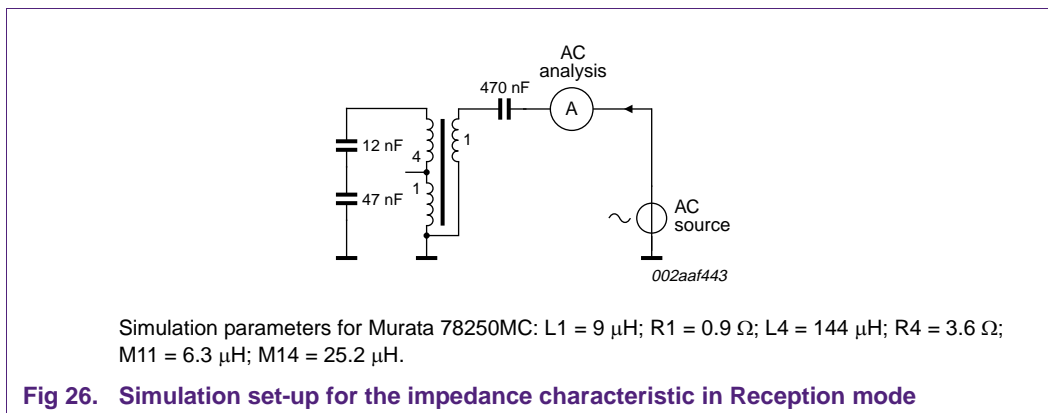 AC
analysis
470 nF
A
12 nF
4
1
1
47 nF
AC
source
002aaf443
Simulation parameters for Murata 78250MC: L1 = 9 μH; R1 = 0.9 Ω; L4 = 144 μH; R4 = 3.6 Ω;
M11 = 6.3 μH; M14 = 25.2 μH.
Fig 26. Simulation set-up for the impedance characteristic in Reception mode